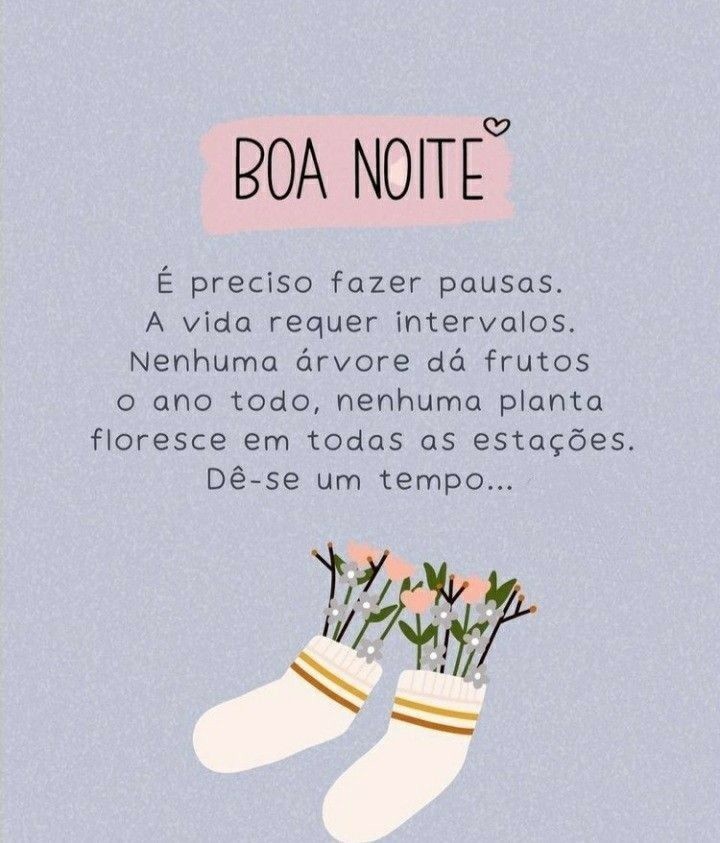 BOA NOITE
É preciso fazer pausas.
A vida requer intervalos.
Nenhuma árvore dá frutos
o ano todo, nenhuma planta
floresce em todas as estações.
Dê-se um tempo...